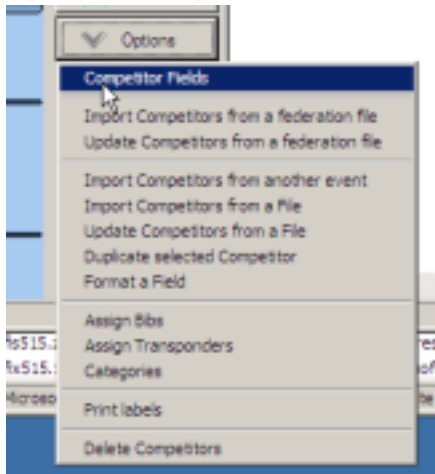 Options
Competitor Fields
Import Competitors from a federation file
Update Competitors from a federation file
Import Competitors from another event
Import Competitors from a File
Update Competitors from a File
Duplicate selected Competitor
Format a Field
Assign Bibs
Assign Transponders
Categories
Print labels
Delete Competitors